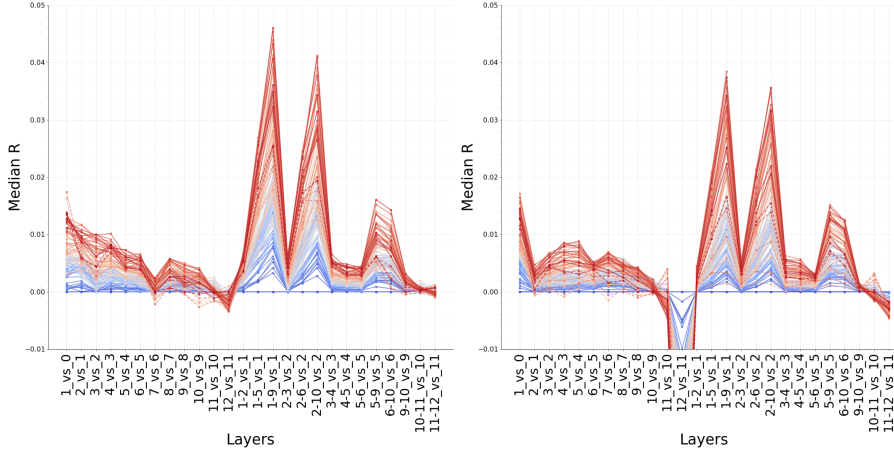 0.05
0.04
0.03
0.02
0.01
0.00
−0.01
Median R
1_vs_0
2_vs_1
3_vs_2
4_vs_3
5_vs_4
6_vs_5
7_vs_6
8_vs_7
9_vs_8
10_vs_9
11_vs_10
12_vs_11
1-2_vs_1
1-5_vs_1
1-9_vs_1
2-3_vs_2
2-6_vs_2
2-10_vs_2
3-4_vs_3
4-5_vs_4
5-6_vs_5
5-9_vs_5
6-10_vs_6
9-10_vs_9
10-11_vs_10
11-12_vs_11
Layers
0.05
0.04
0.03
0.02
0.01
0.00
−0.01
Median R
1_vs_0
2_vs_1
3_vs_2
4_vs_3
5_vs_4
6_vs_5
7_vs_6
8_vs_7
9_vs_8
10_vs_9
11_vs_10
12_vs_11
1-2_vs_1
1-5_vs_1
1-9_vs_1
2-3_vs_2
2-6_vs_2
2-10_vs_2
3-4_vs_3
4-5_vs_4
5-6_vs_5
5-9_vs_5
6-10_vs_6
9-10_vs_9
10-11_vs_10
11-12_vs_11
Layers